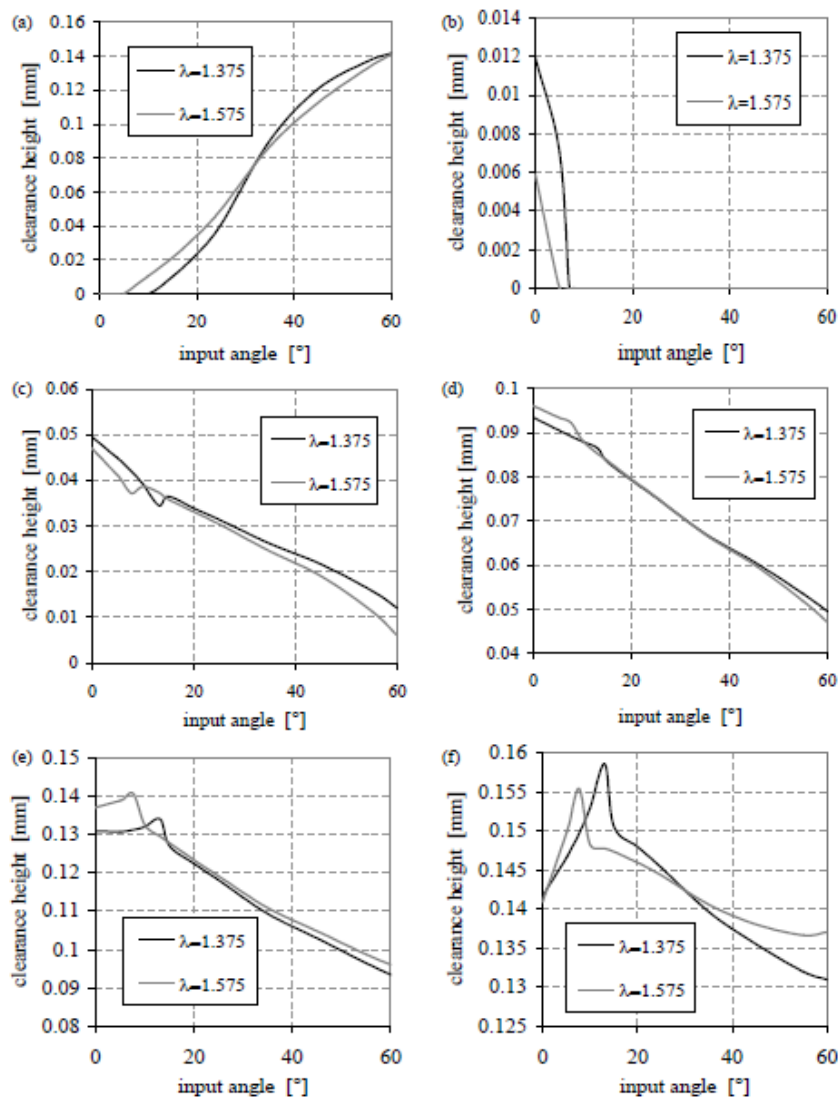 (a)
0.16
0.14
0.12
0.1
0.08
0.06
0.04
0.02
0
clearance height [mm]
λ=1.375
λ=1.575
0 20 40 60
input angle [°]
(b)
0.014
0.012
0.01
0.008
0.006
0.004
0.002
0
clearance height [mm]
λ=1.375
λ=1.575
0 20 40 60
input angle [°]
(c)
0.06
0.05
0.04
0.03
0.02
0.01
0
clearance height [mm]
λ=1.375
λ=1.575
0 20 40 60
input angle [°]
(d)
0.1
0.09
0.08
0.07
0.06
0.05
0.04
clearance height [mm]
λ=1.375
λ=1.575
0 20 40 60
input angle [°]
(e)
0.15
0.14
0.13
0.12
0.11
0.1
0.09
0.08
clearance height [mm]
λ=1.375
λ=1.575
0 20 40 60
input angle [°]
(f)
0.16
0.155
0.15
0.145
0.14
0.135
0.13
0.125
clearance height [mm]
λ=1.375
λ=1.575
0 20 40 60
input angle [°]